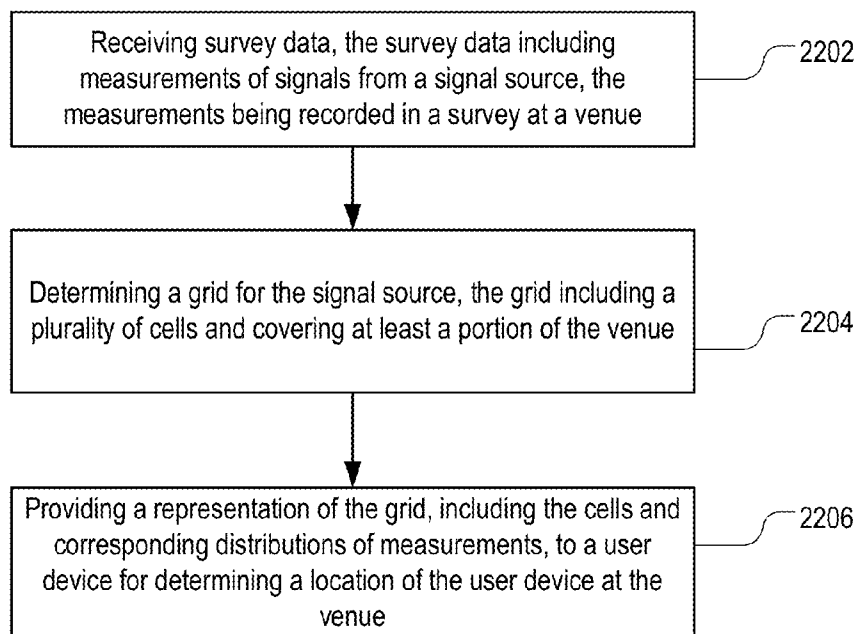 Receiving survey data, the survey data including
measurements of signals from a signal source, the
measurements being recorded in a survey at a venue
2202
Determining a grid for the signal source, the grid including a
plurality of cells and covering at least a portion of the venue
2204
Providing a representation of the grid, including the cells and
corresponding distributions of measurements, to a user
device for determining a location of the user device at the
venue
2206